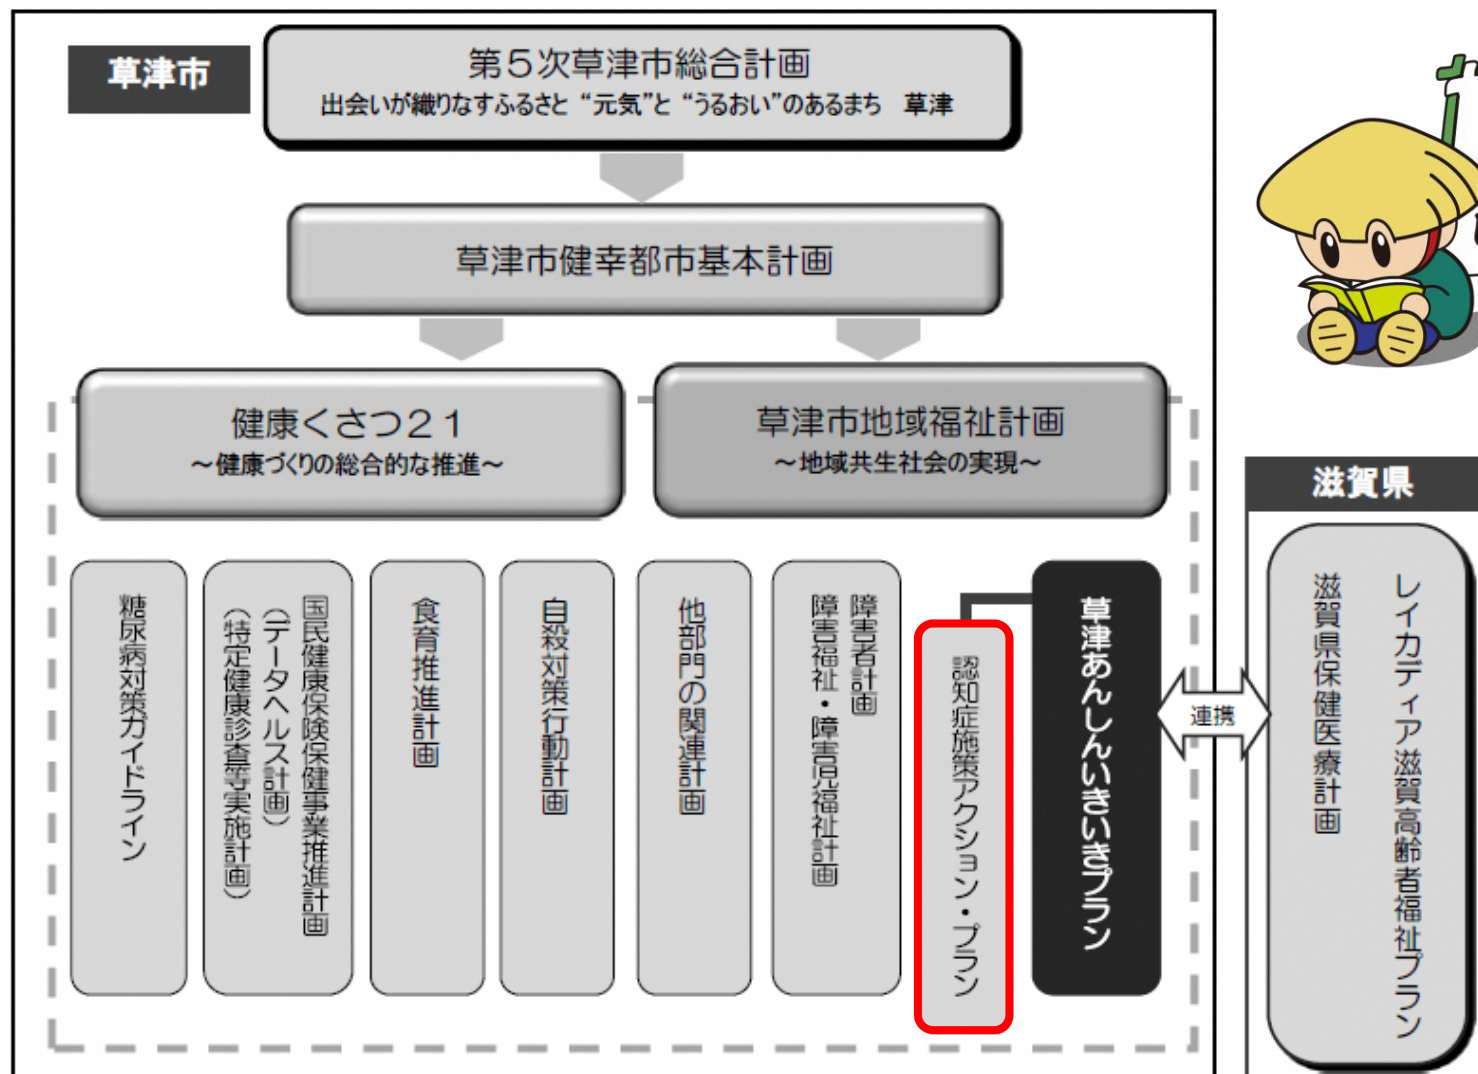 草津市
第５次草津市総合計画
出会いが織りなすふるさと “元気”と “うるおい”のあるまち　草津
草津市健幸都市基本計画
健康くさつ２１
～健康づくりの総合的な推進～
草津市地域福祉計画
～地域共生社会の実現～
糖尿病対策ガイドライン
国民健康保険保健事業推進計画
（データヘルス計画）
（特定健康診査等実施計画）
食育推進計画
自殺対策行動計画
他部門の関連計画
障害者計画
障害福祉・障害児福祉計画
認知症施策アクション・プラン
草津あんしんいきいきプラン
連携
滋賀県
レイカディア滋賀高齢者福祉プラン
滋賀県保健医療計画